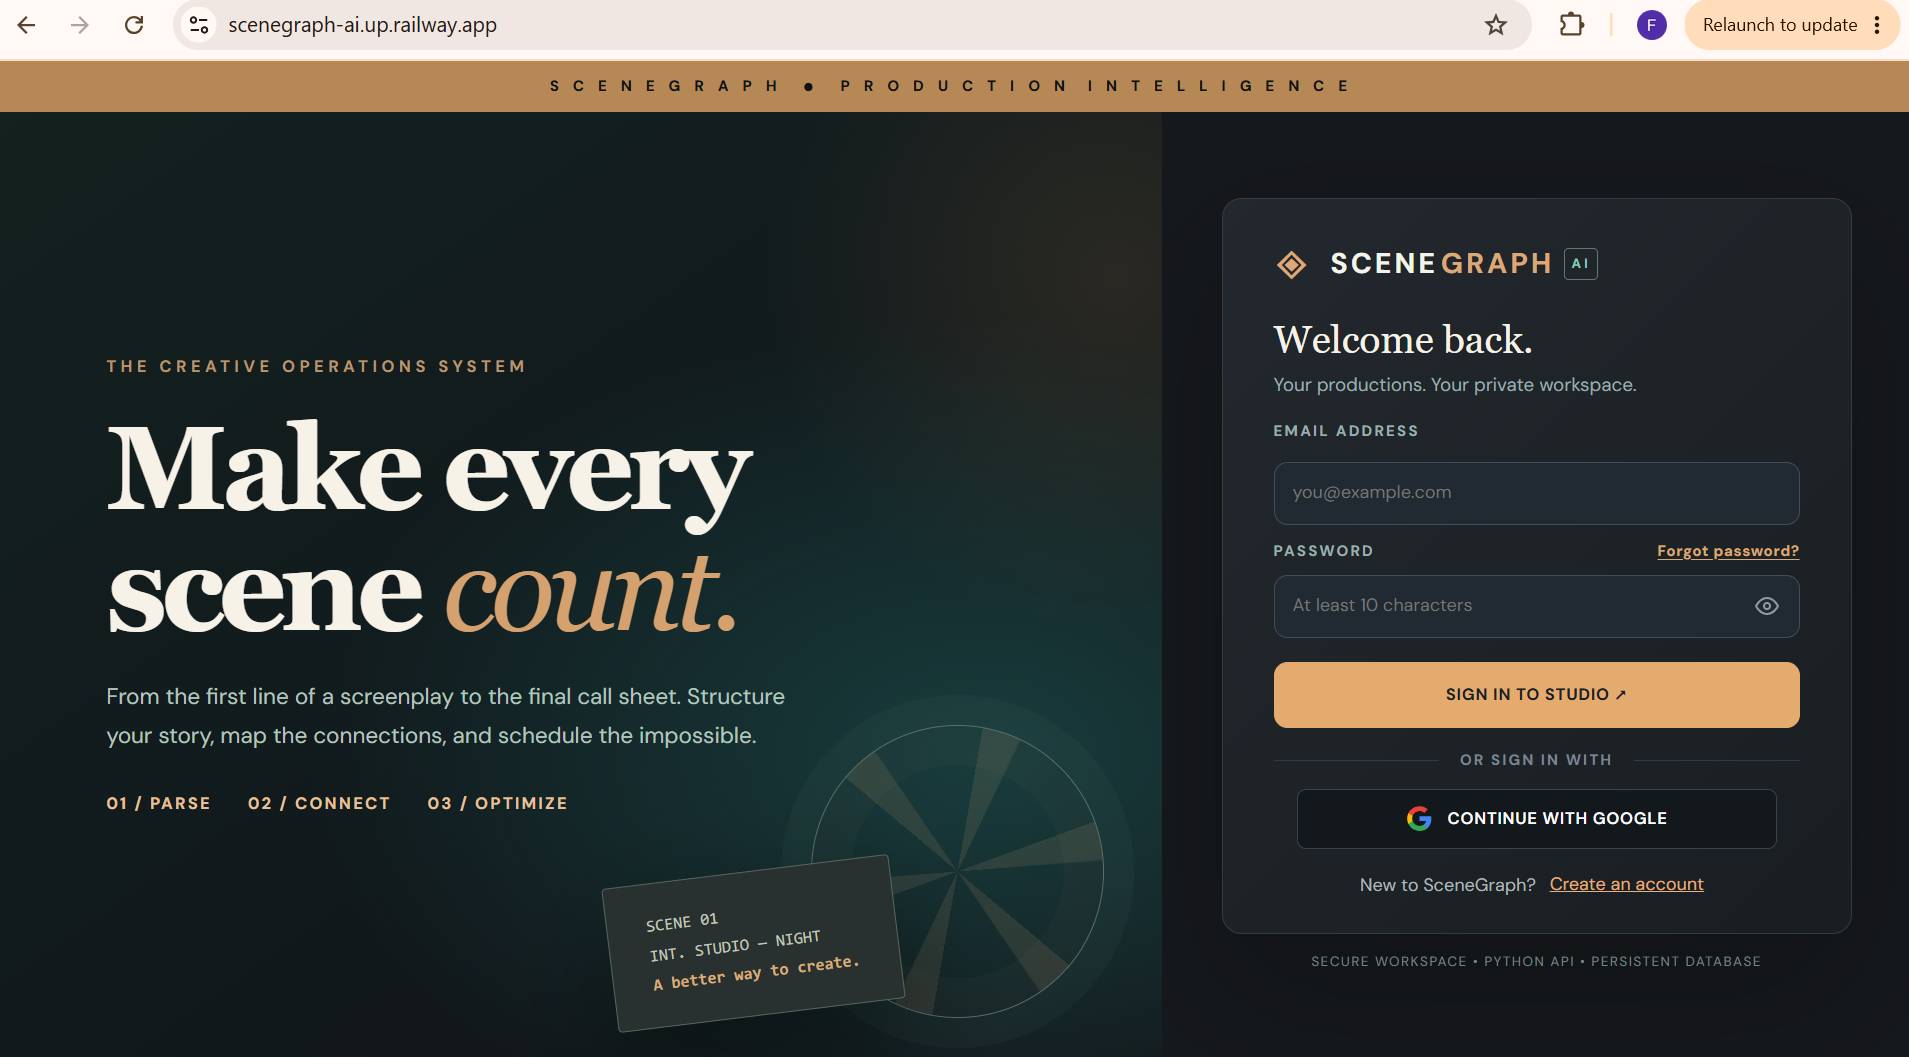 scenegraph-ai.up.railway.app
F
Relaunch to update
SCENEGRAPH ● PRODUCTION INTELLIGENCE
THE CREATIVE OPERATIONS SYSTEM
Make every
scene count.
From the first line of a screenplay to the final call sheet. Structure
your story, map the connections, and schedule the impossible.
01 / PARSE 02 / CONNECT 03 / OPTIMIZE
SCENE 01
INT. STUDIO — NIGHT
A better way to create.
SCENEGRAPH AI
Welcome back.
Your productions. Your private workspace.
EMAIL ADDRESS
you@example.com
PASSWORD Forgot password?
At least 10 characters
SIGN IN TO STUDIO ↗
OR SIGN IN WITH
G CONTINUE WITH GOOGLE
New to SceneGraph? Create an account
SECURE WORKSPACE • PYTHON API • PERSISTENT DATABASE